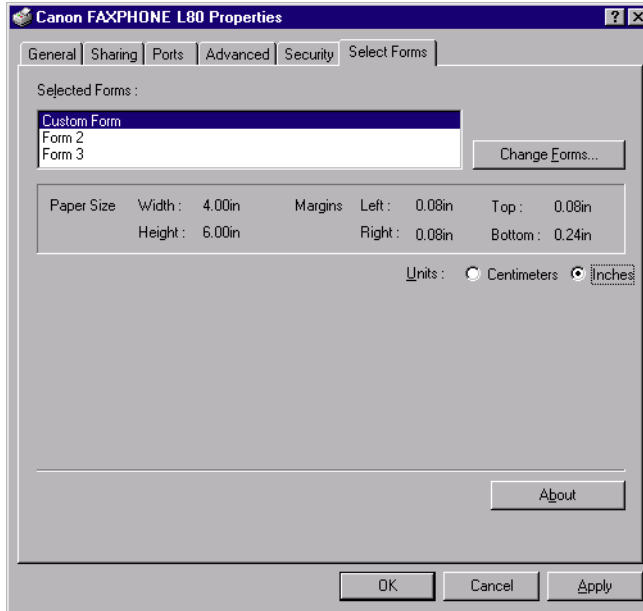 Canon FAXPHONE L80 Properties
General Sharing Ports Advanced Security Select Forms
Selected Forms :
Custom Form
Form 2
Form 3
Change Forms...
Paper Size Width : 4.00in Margins Left : 0.08in Top : 0.08in
Height : 6.00in Right : 0.08in Bottom : 0.24in
Units : Centimeters Inches
About
OK Cancel Apply